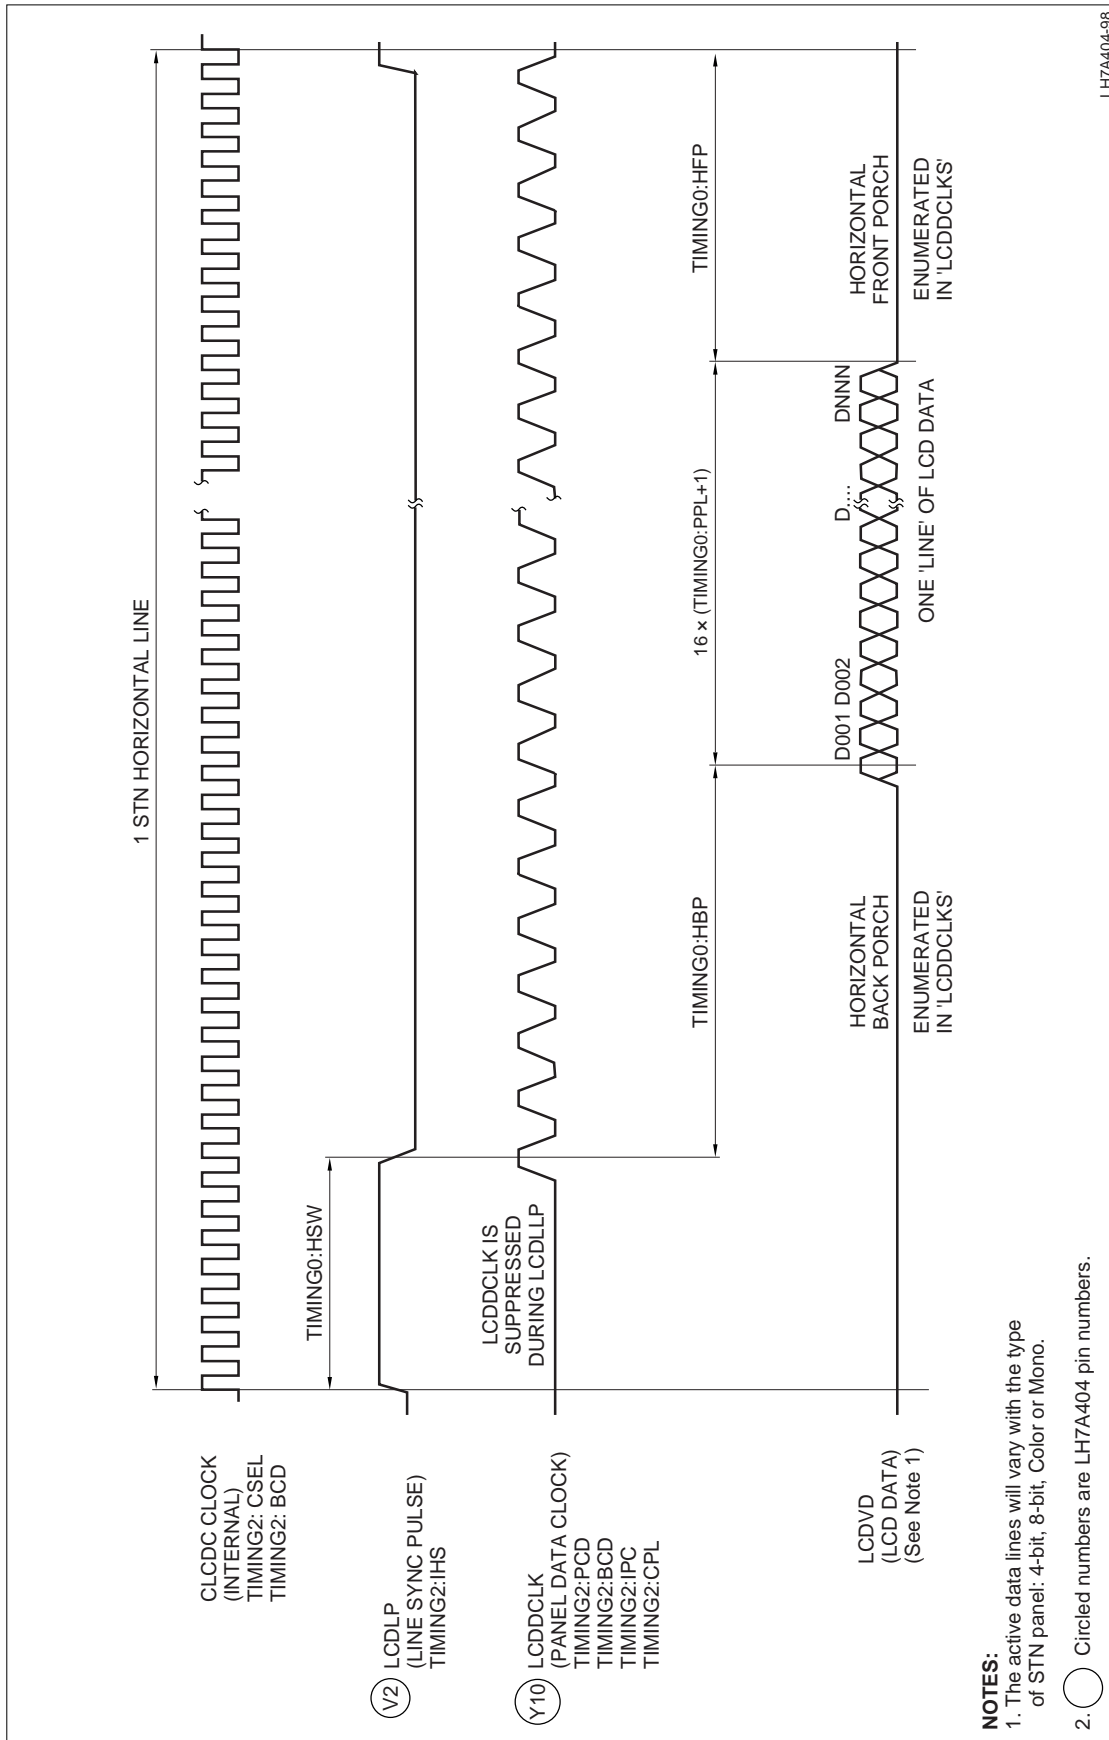 1 STN HORIZONTAL LINE
CLCDC CLOCK
(INTERNAL)
TIMING2: CSEL
TIMING2: BCD
TIMING0:HSW
V2
LCDLP
(LINE SYNC PULSE)
TIMING2:IHS
LCDDCLK IS
SUPPRESSED
DURING LCDLLP
Y10
LCDDCLK
(PANEL DATA CLOCK)
TIMING2:PCD
TIMING2:BCD
TIMING2:IPC
TIMING2:CPL
TIMING0:HBP
16 × (TIMING0:PPL+1)
TIMING0:HFP
D001 D002
D....
DNNN
LCDVD
(LCD DATA)
(See Note 1)
HORIZONTAL
BACK PORCH
ENUMERATED
IN 'LCDDCLKS'
ONE 'LINE' OF LCD DATA
HORIZONTAL
FRONT PORCH
ENUMERATED
IN 'LCDDCLKS'
NOTES:
1. The active data lines will vary with the type
of STN panel: 4-bit, 8-bit, Color or Mono.
2. Circled numbers are LH7A404 pin numbers.
LH7A404-98